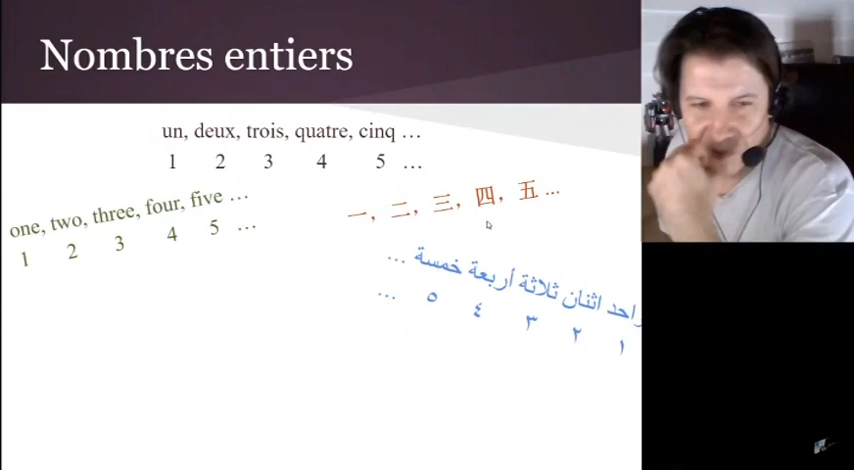 Nombres entiers
un, deux, trois, quatre, cinq ...
1 2 3 4 5 ...
one, two, three, four, five ...
1 2 3 4 5 ...
一, 二, 三, 四, 五 ...
اثنان ثلاثة أربعة خمسة ...
١ ٢ ٣ ٤ ٥ ...